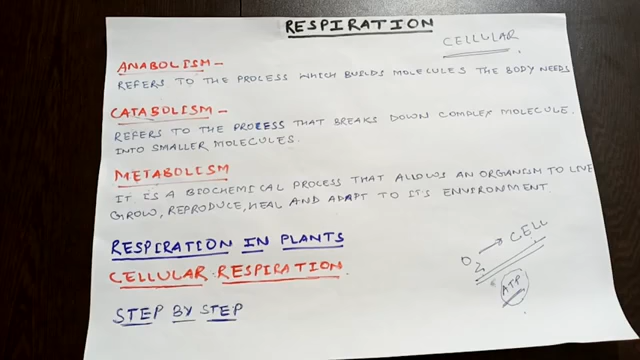 RESPIRATION
CELLULAR
ANABOLISM –
REFERS TO THE PROCESS WHICH BUILDS MOLECULES THE BODY NEEDS
CATABOLISM –
REFERS TO THE PROCESS THAT BREAKS DOWN COMPLEX MOLECULE
INTO SMALLER MOLECULES.
METABOLISM
IT IS A BIOCHEMICAL PROCESS THAT ALLOWS AN ORGANISM TO LIVE
GROW, REPRODUCE, HEAL AND ADAPT TO ITS ENVIRONMENT.
RESPIRATION IN PLANTS
O2 → CELL
CELLULAR RESPIRATION
ATP
STEP BY STEP